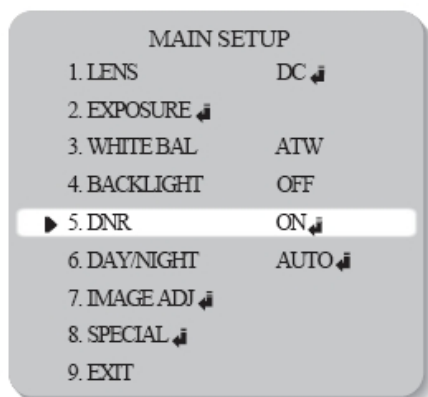 MAIN SETUP
1. LENS DC
2. EXPOSURE
3. WHITE BAL ATW
4. BACKLIGHT OFF
5. DNR ON
6. DAY/NIGHT AUTO
7. IMAGE ADJ
8. SPECIAL
9. EXIT